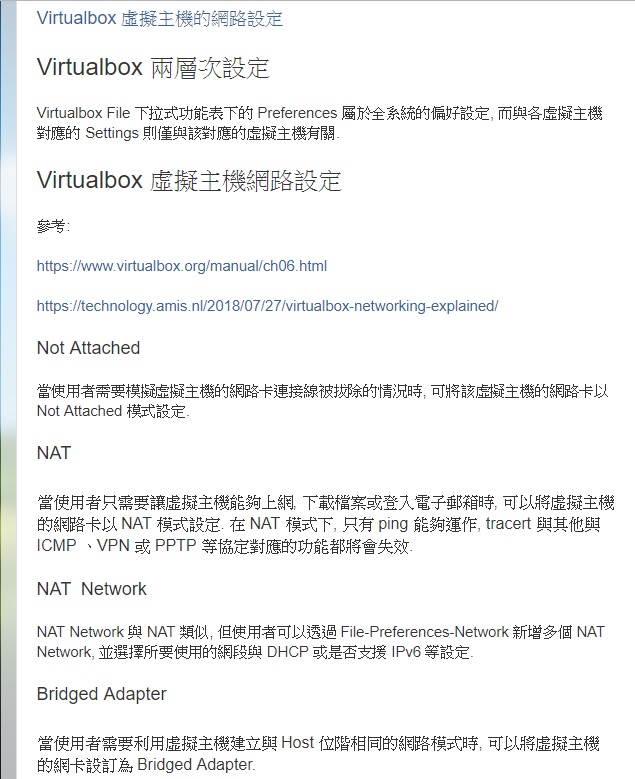 Virtualbox 虛擬主機的網路設定
Virtualbox 兩層次設定
Virtualbox File 下拉式功能表下的 Preferences 屬於全系統的偏好設定, 而與各虛擬主機
對應的 Settings 則僅與該對應的虛擬主機有關.
Virtualbox 虛擬主機網路設定
參考:
https://www.virtualbox.org/manual/ch06.html
https://technology.amis.nl/2018/07/27/virtualbox-networking-explained/
Not Attached
當使用者需要模擬虛擬主機的網路卡連接線被拔除的情況時, 可將該虛擬主機的網路卡以
Not Attached 模式設定.
NAT
當使用者只需要讓虛擬主機能夠上網, 下載檔案或登入電子郵箱時, 可以將虛擬主機
的網路卡以 NAT 模式設定. 在 NAT 模式下, 只有 ping 能夠運作, tracert 與其他與
ICMP 、VPN 或 PPTP 等協定對應的功能都將會失效.
NAT  Network
NAT Network 與 NAT 類似, 但使用者可以透過 File-Preferences-Network 新增多個 NAT
Network, 並選擇所要使用的網段與 DHCP 或是否支援 IPv6 等設定.
Bridged Adapter
當使用者需要利用虛擬主機建立與 Host 位階相同的網路模式時, 可以將虛擬主機
的網卡設訂為 Bridged Adapter.